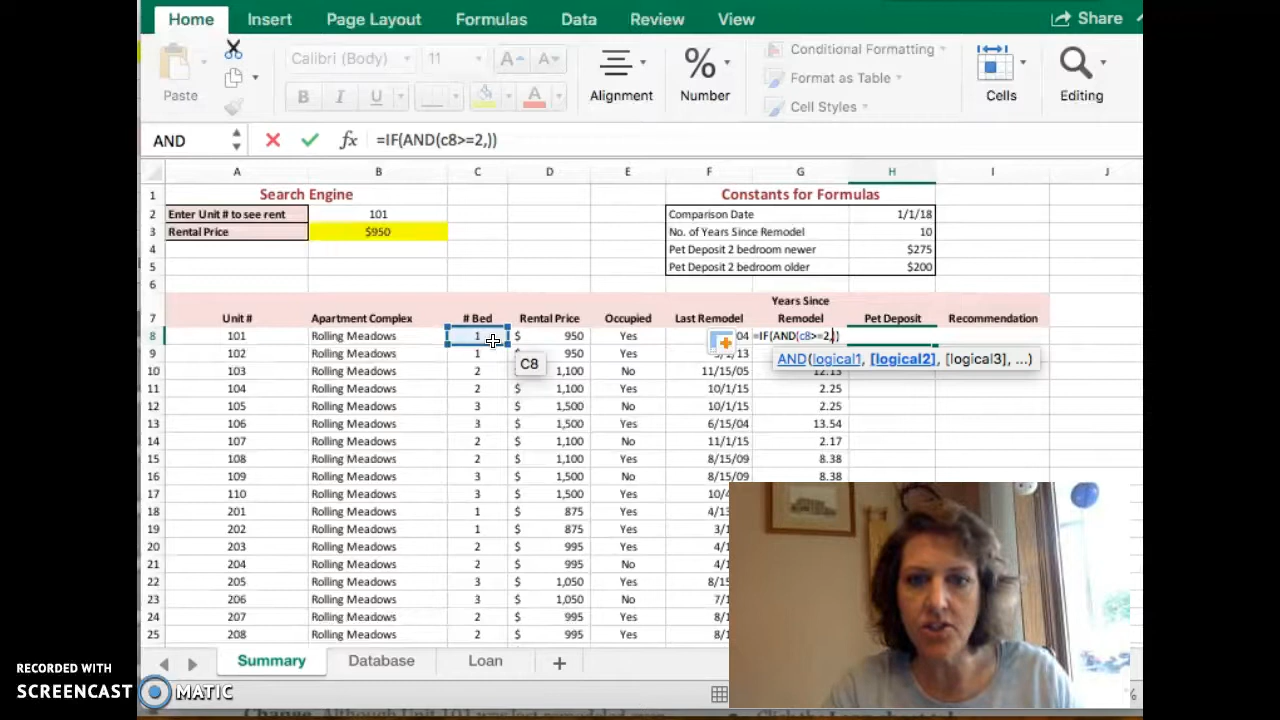 Home Insert Page Layout Formulas Data Review View Share
Calibri (Body) 11 A A % Conditional Formatting
Format as Table
Paste B I U A Alignment Number Cell Styles Cells Editing
AND fx =IF(AND(c8>=2,))
A B C D E F G H I J
1 Search Engine Constants for Formulas
2 Enter Unit # to see rent 101 Comparison Date 1/1/18
3 Rental Price $950 No. of Years Since Remodel 10
4 Pet Deposit 2 bedroom newer $275
5 Pet Deposit 2 bedroom older $200
6 Years Since
7 Unit # Apartment Complex # Bed Rental Price Occupied Last Remodel Remodel Pet Deposit Recommendation
8 101 Rolling Meadows 1 $ 950 Yes 04 =IF(AND(c8>=2,))
9 102 Rolling Meadows 1 950 Yes /13 AND(logical1, [logical2], [logical3], ...)
C8
10 103 Rolling Meadows 2 1,100 No 11/15/05 12.13
11 104 Rolling Meadows 2 $ 1,100 Yes 10/1/15 2.25
12 105 Rolling Meadows 3 $ 1,500 No 10/1/15 2.25
13 106 Rolling Meadows 3 $ 1,500 Yes 6/15/04 13.54
14 107 Rolling Meadows 2 $ 1,100 No 11/1/15 2.17
15 108 Rolling Meadows 2 $ 1,100 Yes 8/15/09 8.38
16 109 Rolling Meadows 3 $ 1,500 No 8/15/09 8.38
17 110 Rolling Meadows 3 $ 1,500 Yes 10/
18 201 Rolling Meadows 1 $ 875 Yes 4/1
19 202 Rolling Meadows 1 $ 875 Yes 3/1
20 203 Rolling Meadows 2 $ 995 Yes 4/1
21 204 Rolling Meadows 2 $ 995 No 4/1
22 205 Rolling Meadows 3 $ 1,050 Yes 8/15
23 206 Rolling Meadows 3 $ 1,050 No 7/1
24 207 Rolling Meadows 2 $ 995 Yes 8/1
25 208 Rolling Meadows 2 $ 995 Yes 8/1
Summary Database Loan + %
RECORDED WITH
SCREENCAST MATIC